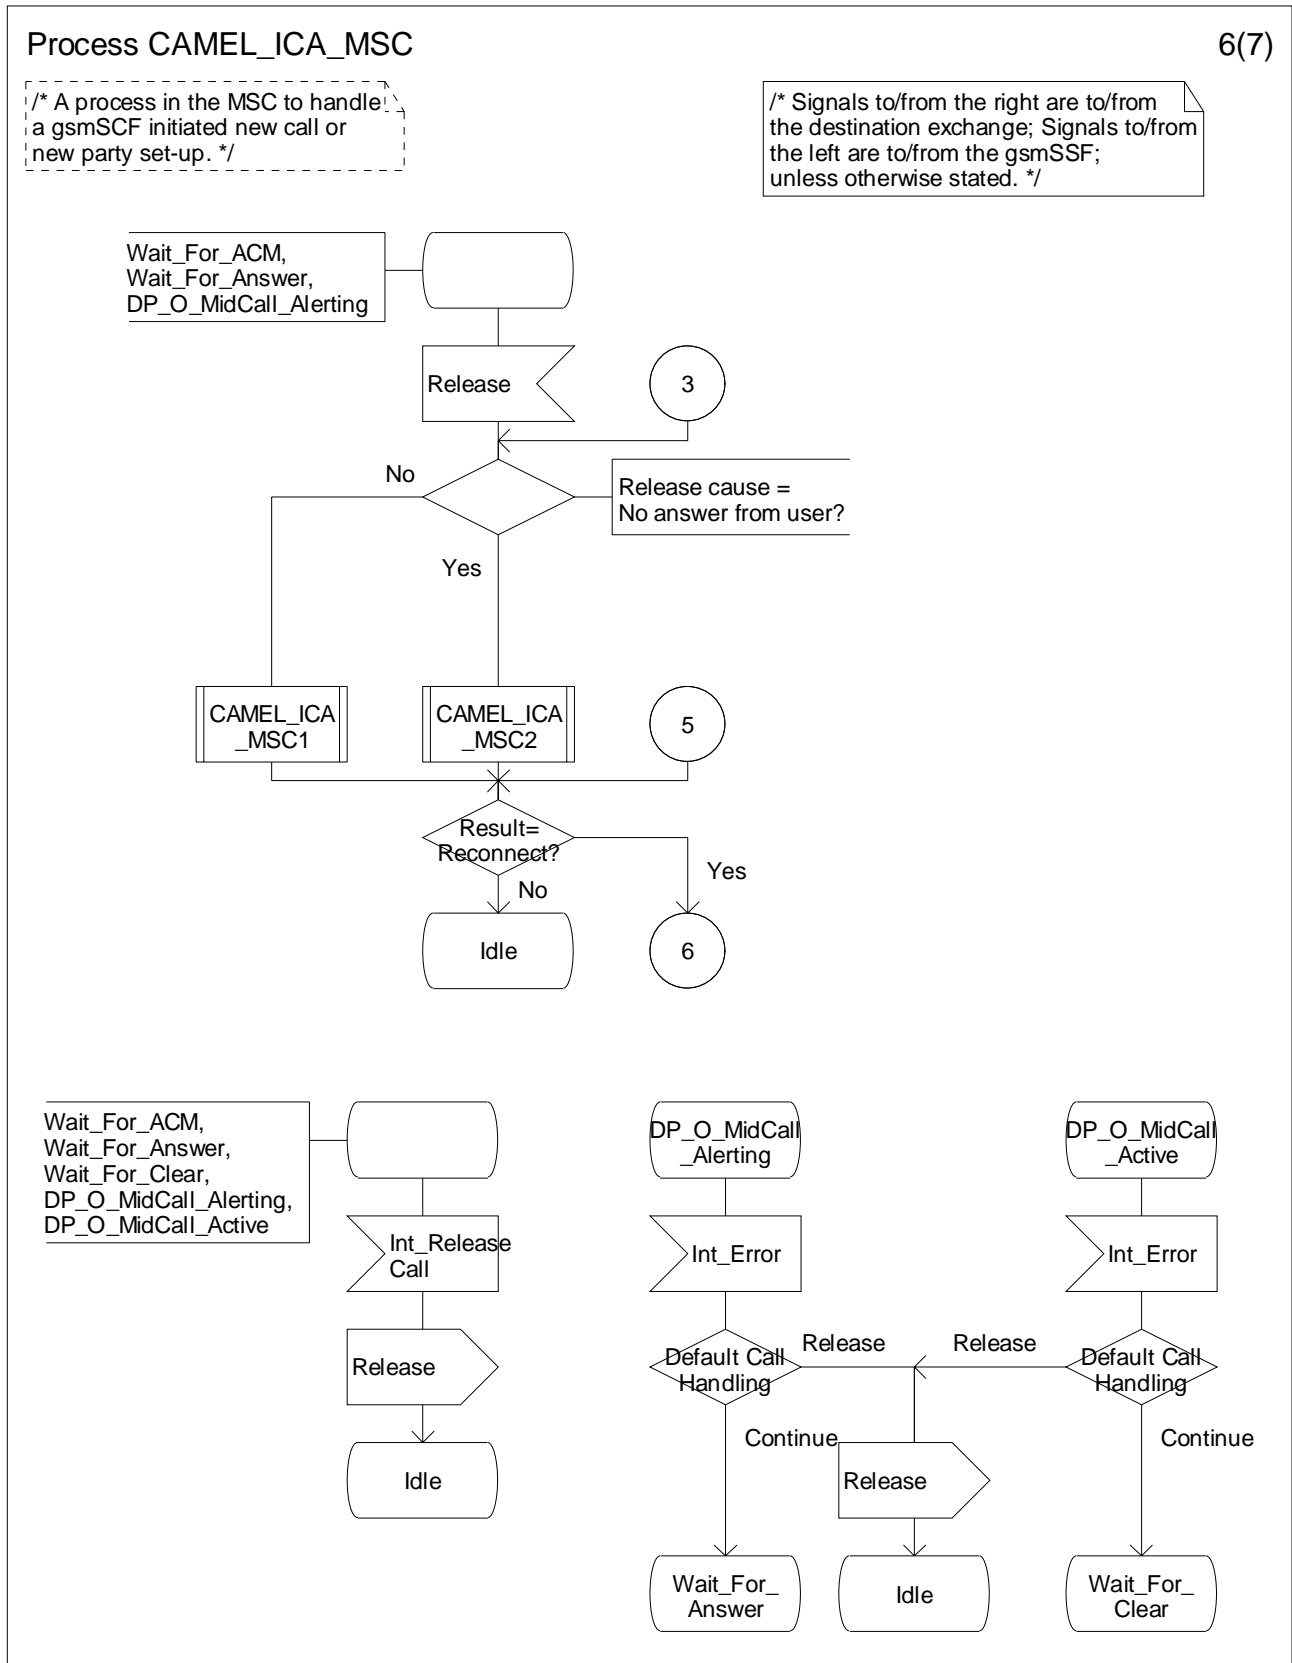 Process CAMEL_ICA_MSC
6(7)
/* A process in the MSC to handle
a gsmSCF initiated new call or
new party set-up. */
/* Signals to/from the right are to/from
the destination exchange; Signals to/from
the left are to/from the gsmSSF;
unless otherwise stated. */
Wait_For_ACM,
Wait_For_Answer,
DP_O_MidCall_Alerting
Release
3
No
Release cause =
No answer from user?
Yes
CAMEL_ICA
_MSC1
CAMEL_ICA
_MSC2
5
Result=
Reconnect?
Yes
No
Idle
6
Wait_For_ACM,
Wait_For_Answer,
Wait_For_Clear,
DP_O_MidCall_Alerting,
DP_O_MidCall_Active
Int_Release
Call
Release
Idle
DP_O_MidCall
_Alerting
DP_O_MidCall
_Active
Int_Error
Int_Error
Default Call
Handling
Release
Release
Default Call
Handling
Continue
Continue
Release
Wait_For_
Answer
Idle
Wait_For_
Clear